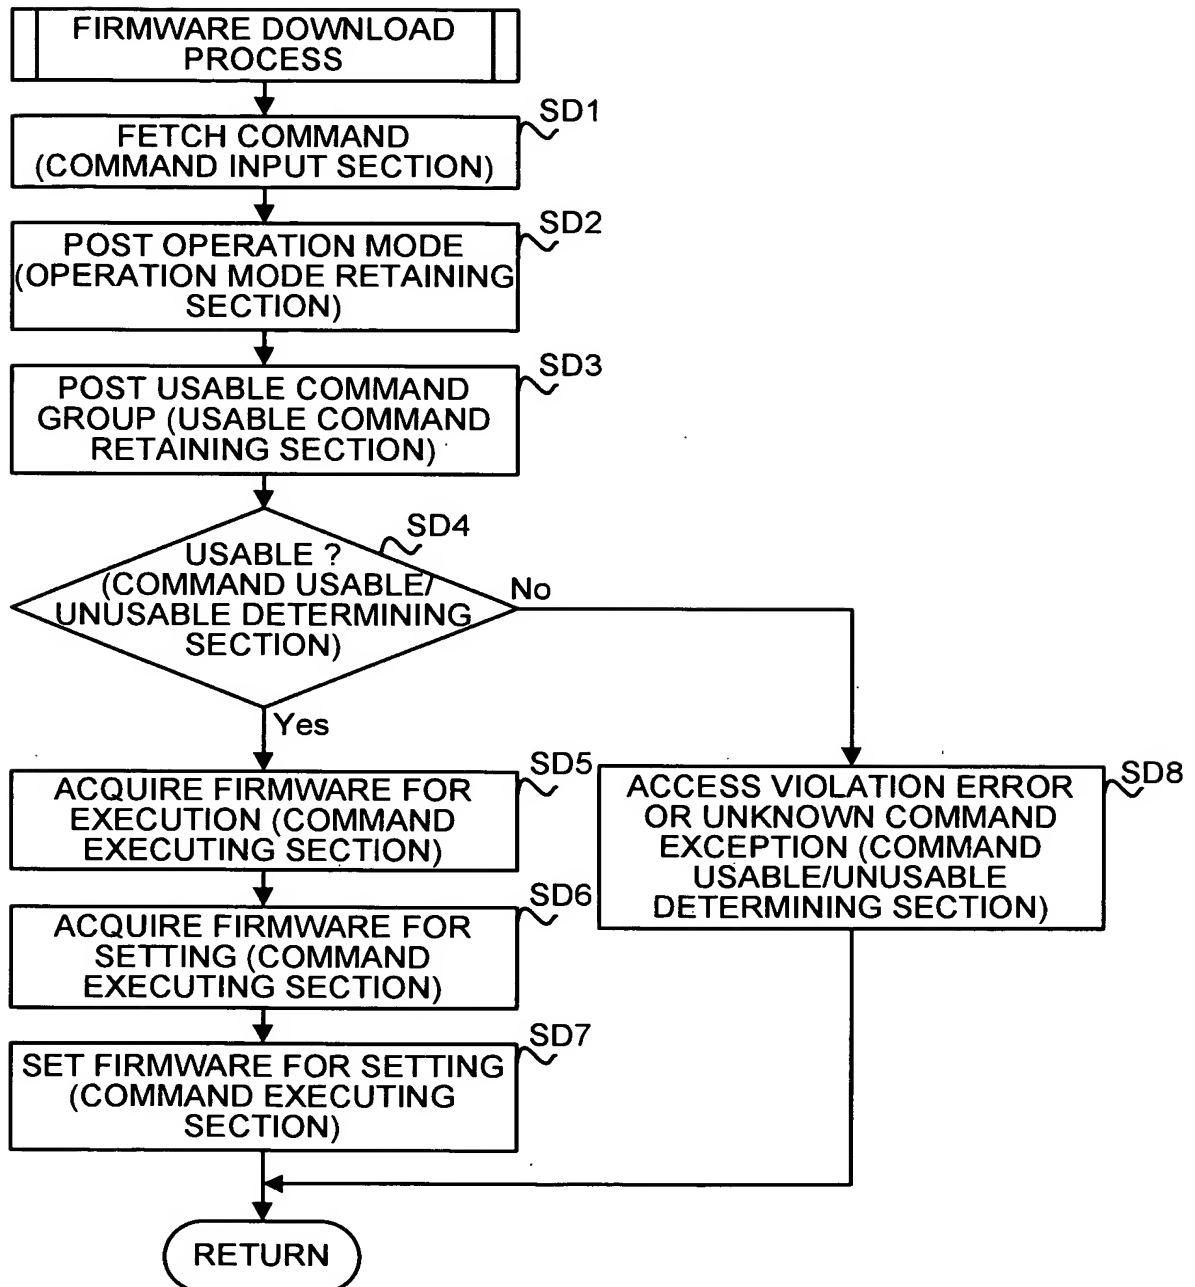 FIRMWARE DOWNLOAD
PROCESS
SD1
FETCH COMMAND
(COMMAND INPUT SECTION)
SD2
POST OPERATION MODE
(OPERATION MODE RETAINING
SECTION)
SD3
POST USABLE COMMAND
GROUP (USABLE COMMAND
RETAINING SECTION)
SD4
USABLE ?
(COMMAND USABLE/
UNUSABLE DETERMINING
SECTION)
No
Yes
SD5
ACQUIRE FIRMWARE FOR
EXECUTION (COMMAND
EXECUTING SECTION)
SD8
ACCESS VIOLATION ERROR
OR UNKNOWN COMMAND
EXCEPTION (COMMAND
USABLE/UNUSABLE
DETERMINING SECTION)
SD6
ACQUIRE FIRMWARE FOR
SETTING (COMMAND
EXECUTING SECTION)
SD7
SET FIRMWARE FOR SETTING
(COMMAND EXECUTING
SECTION)
RETURN